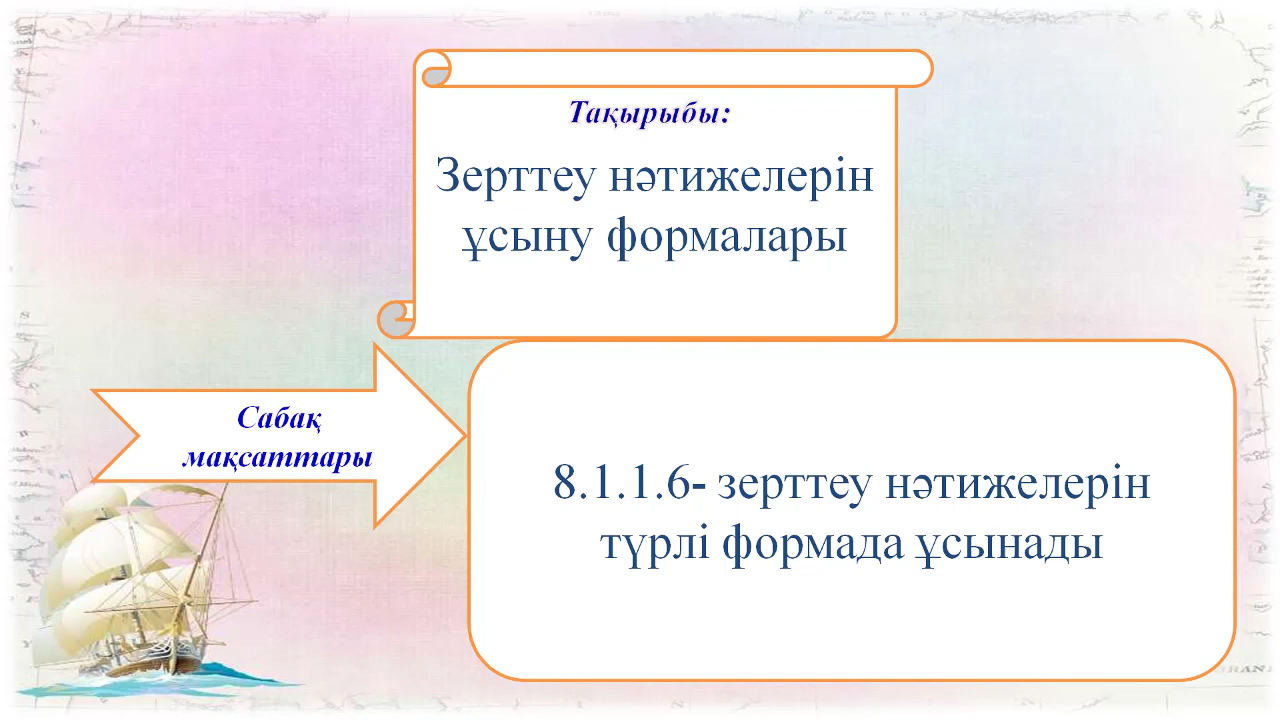 Тақырыбы:
Зерттеу нәтижелерін
ұсыну формалары
Сабақ
мақсаттары
8.1.1.6- зерттеу нәтижелерін
түрлі формада ұсынады